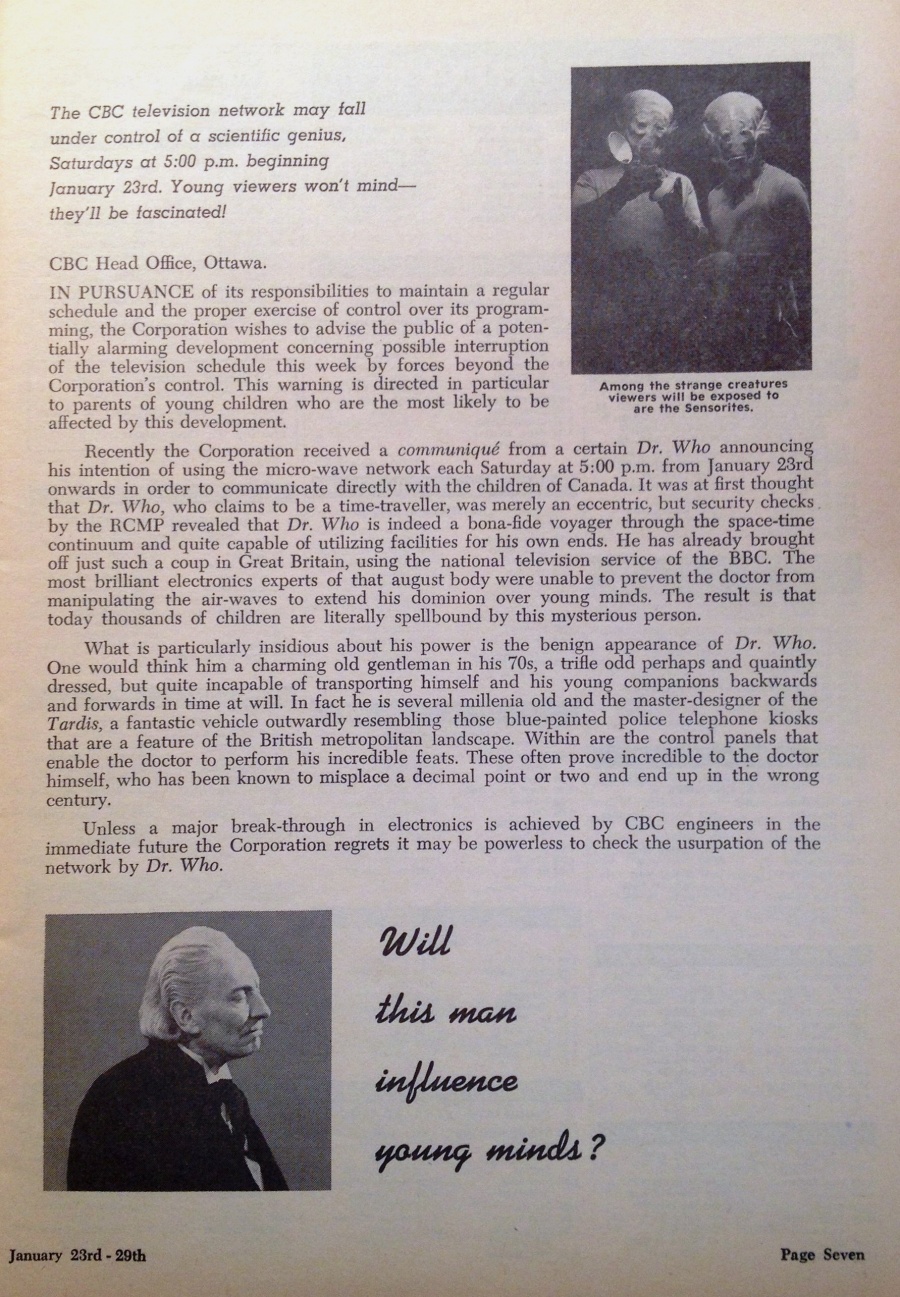 The CBC television network may fall
under control of a scientific genius,
Saturdays at 5:00 p.m. beginning
January 23rd. Young viewers won't mind—
they'll be fascinated!
CBC Head Office, Ottawa.
IN PURSUANCE of its responsibilities to maintain a regular
schedule and the proper exercise of control over its program-
ming, the Corporation wishes to advise the public of a poten-
tially alarming development concerning possible interruption
of the television schedule this week by forces beyond the
Corporation's control. This warning is directed in particular
to parents of young children who are the most likely to be
affected by this development.
Among the strange creatures
viewers will be exposed to
are the Sensorites.
Recently the Corporation received a communiqué from a certain Dr. Who announcing
his intention of using the micro-wave network each Saturday at 5:00 p.m. from January 23rd
onwards in order to communicate directly with the children of Canada. It was at first thought
that Dr. Who, who claims to be a time-traveller, was merely an eccentric, but security checks
by the RCMP revealed that Dr. Who is indeed a bona-fide voyager through the space-time
continuum and quite capable of utilizing facilities for his own ends. He has already brought
off just such a coup in Great Britain, using the national television service of the BBC. The
most brilliant electronics experts of that august body were unable to prevent the doctor from
manipulating the air-waves to extend his dominion over young minds. The result is that
today thousands of children are literally spellbound by this mysterious person.
What is particularly insidious about his power is the benign appearance of Dr. Who.
One would think him a charming old gentleman in his 70s, a trifle odd perhaps and quaintly
dressed, but quite incapable of transporting himself and his young companions backwards
and forwards in time at will. In fact he is several millenia old and the master-designer of the
Tardis, a fantastic vehicle outwardly resembling those blue-painted police telephone kiosks
that are a feature of the British metropolitan landscape. Within are the control panels that
enable the doctor to perform his incredible feats. These often prove incredible to the doctor
himself, who has been known to misplace a decimal point or two and end up in the wrong
century.
Unless a major break-through in electronics is achieved by CBC engineers in the
immediate future the Corporation regrets it may be powerless to check the usurpation of the
network by Dr. Who.
Will
this man
influence
young minds?
January 23rd - 29th
Page Seven